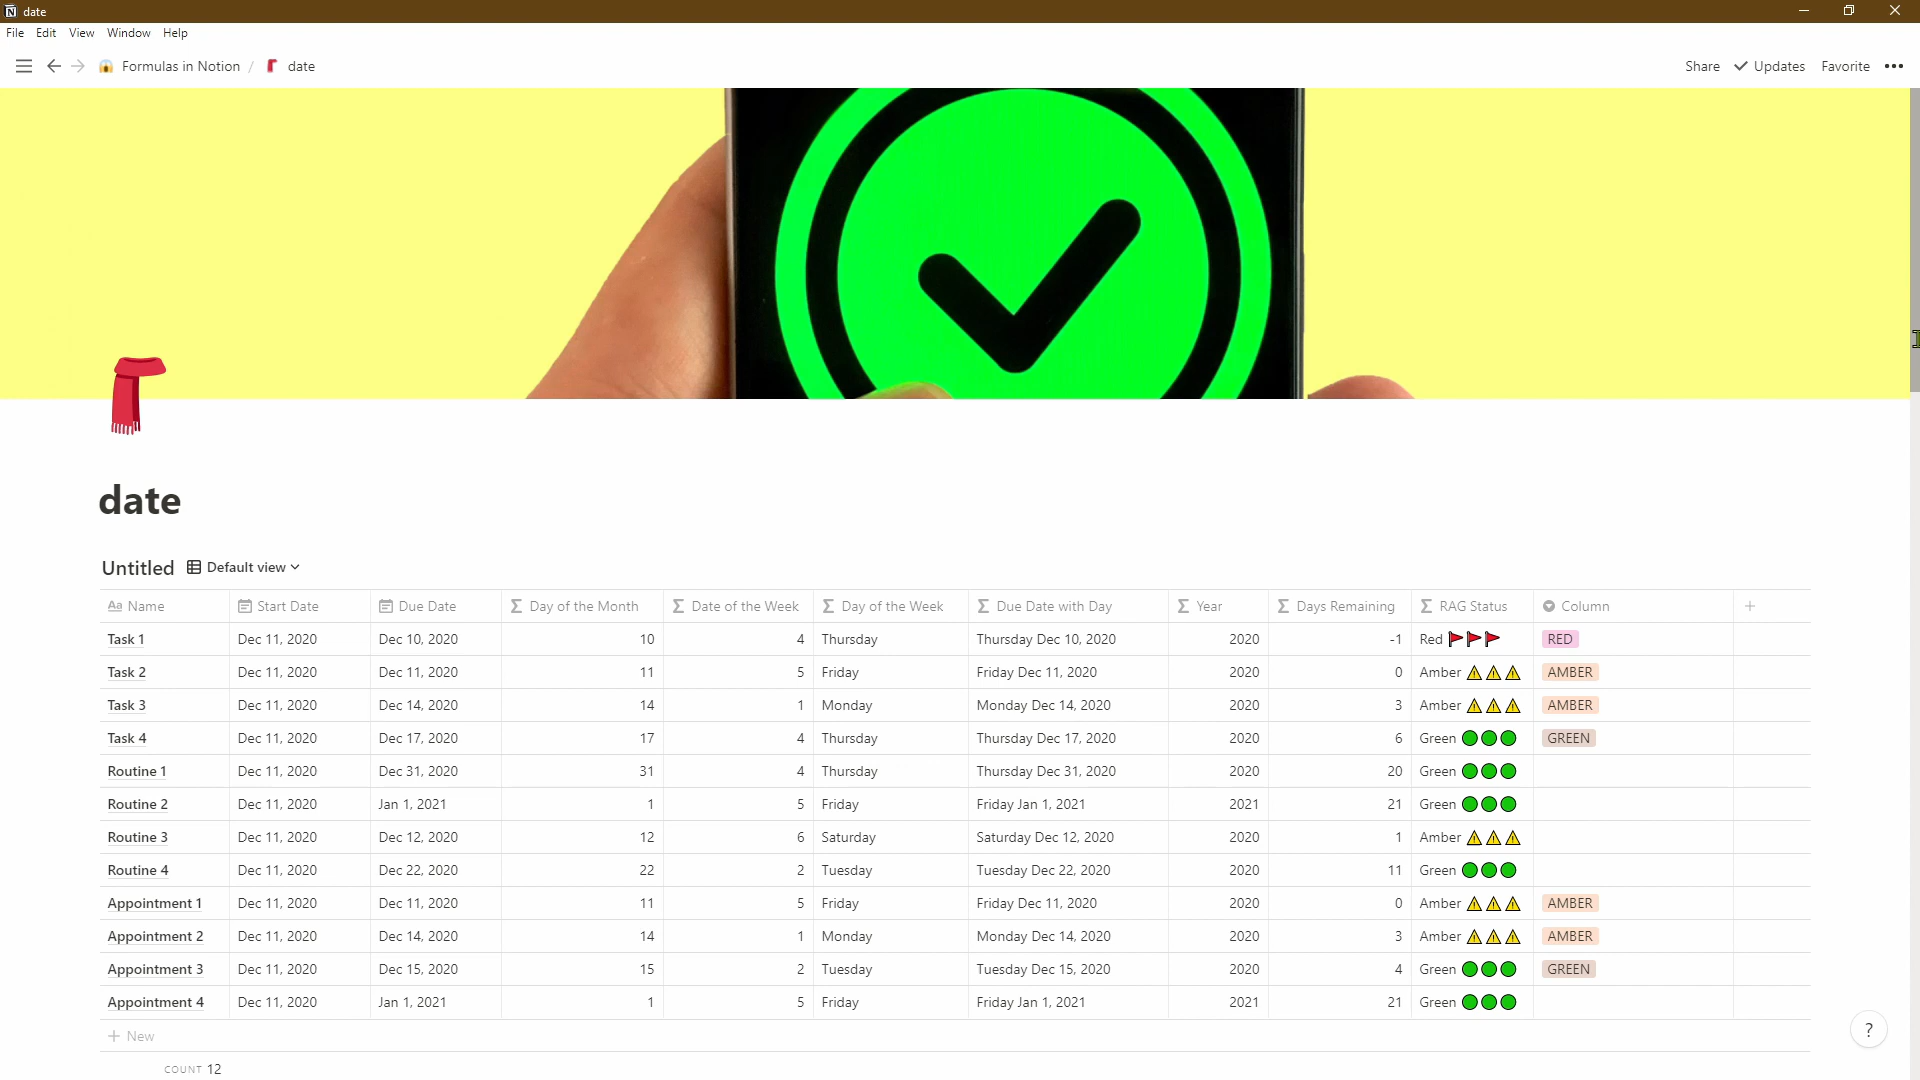 date
File Edit View Window Help
Formulas in Notion / date Share Updates Favorite •••
date
Untitled Default view
Aa Name Start Date Due Date Day of the Month Date of the Week Day of the Week Due Date with Day Year Days Remaining RAG Status Column +
Task 1 Dec 11, 2020 Dec 10, 2020 10 4 Thursday Thursday Dec 10, 2020 2020 -1 Red 🚩🚩🚩 RED
Task 2 Dec 11, 2020 Dec 11, 2020 11 5 Friday Friday Dec 11, 2020 2020 0 Amber ⚠⚠⚠ AMBER
Task 3 Dec 11, 2020 Dec 14, 2020 14 1 Monday Monday Dec 14, 2020 2020 3 Amber ⚠⚠⚠ AMBER
Task 4 Dec 11, 2020 Dec 17, 2020 17 4 Thursday Thursday Dec 17, 2020 2020 6 Green 🟢🟢🟢 GREEN
Routine 1 Dec 11, 2020 Dec 31, 2020 31 4 Thursday Thursday Dec 31, 2020 2020 20 Green 🟢🟢🟢
Routine 2 Dec 11, 2020 Jan 1, 2021 1 5 Friday Friday Jan 1, 2021 2021 21 Green 🟢🟢🟢
Routine 3 Dec 11, 2020 Dec 12, 2020 12 6 Saturday Saturday Dec 12, 2020 2020 1 Amber ⚠⚠⚠
Routine 4 Dec 11, 2020 Dec 22, 2020 22 2 Tuesday Tuesday Dec 22, 2020 2020 11 Green 🟢🟢🟢
Appointment 1 Dec 11, 2020 Dec 11, 2020 11 5 Friday Friday Dec 11, 2020 2020 0 Amber ⚠⚠⚠ AMBER
Appointment 2 Dec 11, 2020 Dec 14, 2020 14 1 Monday Monday Dec 14, 2020 2020 3 Amber ⚠⚠⚠ AMBER
Appointment 3 Dec 11, 2020 Dec 15, 2020 15 2 Tuesday Tuesday Dec 15, 2020 2020 4 Green 🟢🟢🟢 GREEN
Appointment 4 Dec 11, 2020 Jan 1, 2021 1 5 Friday Friday Jan 1, 2021 2021 21 Green 🟢🟢🟢
+ New
?
COUNT 12